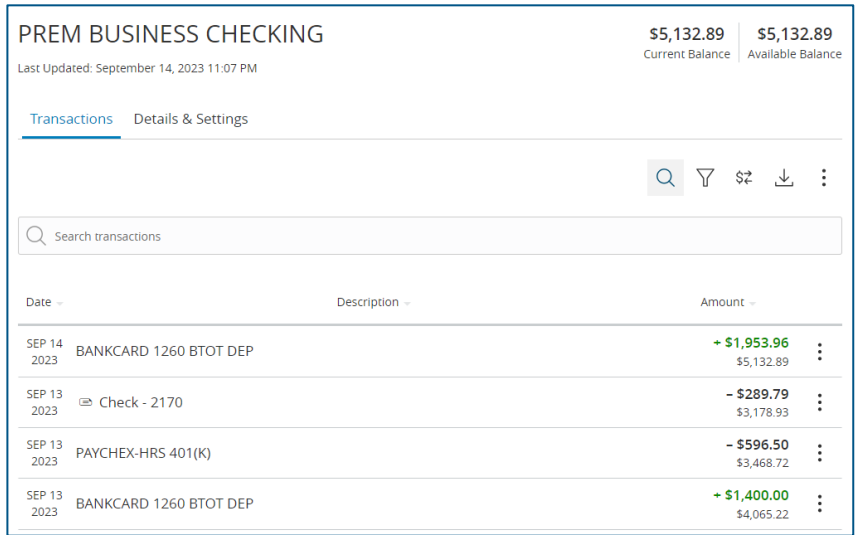 PREM BUSINESS CHECKING
$5,132.89 $5,132.89
Current Balance Available Balance
Last Updated: September 14, 2023 11:07 PM
Transactions Details & Settings
Search transactions
Date Description Amount
SEP 14 2023 BANKCARD 1260 BTOT DEP + $1,953.96
$5,132.89
SEP 13 2023 Check - 2170 – $289.79
$3,178.93
SEP 13 2023 PAYCHEX-HRS 401(K) – $596.50
$3,468.72
SEP 13 2023 BANKCARD 1260 BTOT DEP + $1,400.00
$4,065.22